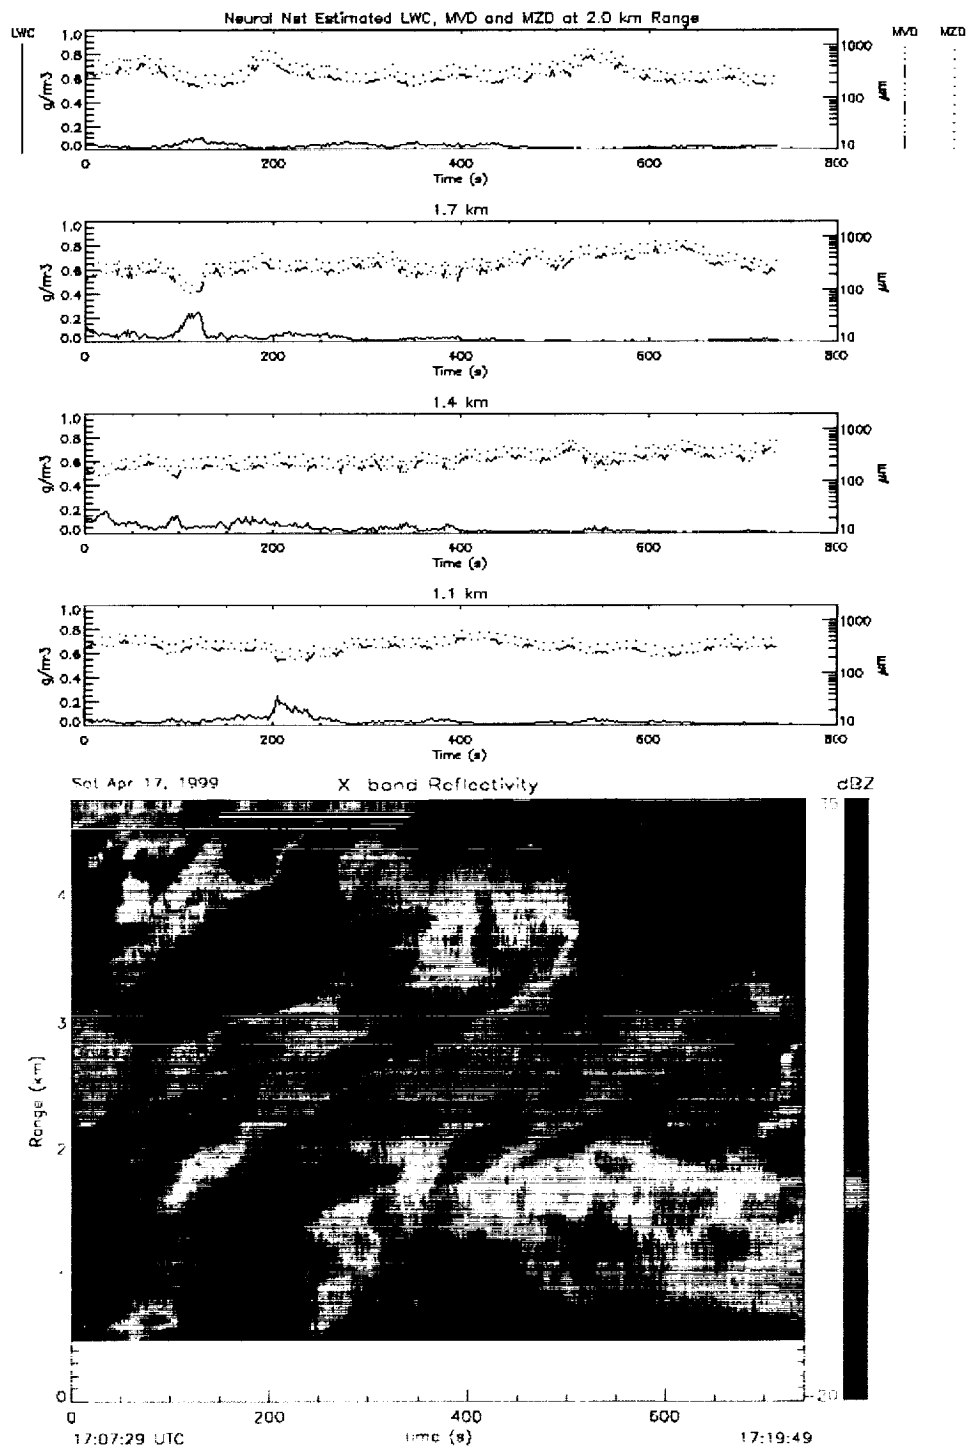 Neural Net Estimated LWC, MVD and MZD at 2.0 km Range
LWC
MVD
MZD
1.0
0.8
0.6
0.4
0.2
0.0
g/m3
1000
100
10
μm
0
200
400
600
800
Time (s)
1.7 km
1.0
0.8
0.6
0.4
0.2
0.0
g/m3
1000
100
10
μm
0
200
400
600
800
Time (s)
1.4 km
1.0
0.8
0.6
0.4
0.2
0.0
g/m3
1000
100
10
μm
0
200
400
600
800
Time (s)
1.1 km
1.0
0.8
0.6
0.4
0.2
0.0
g/m3
1000
100
10
μm
0
200
400
600
800
Time (s)
Sat Apr 17, 1999
X band Reflectivity
dBZ
35
4
3
2
1
0
Range (km)
-20
0
200
400
600
17:07:29 UTC
Time (s)
17:19:49